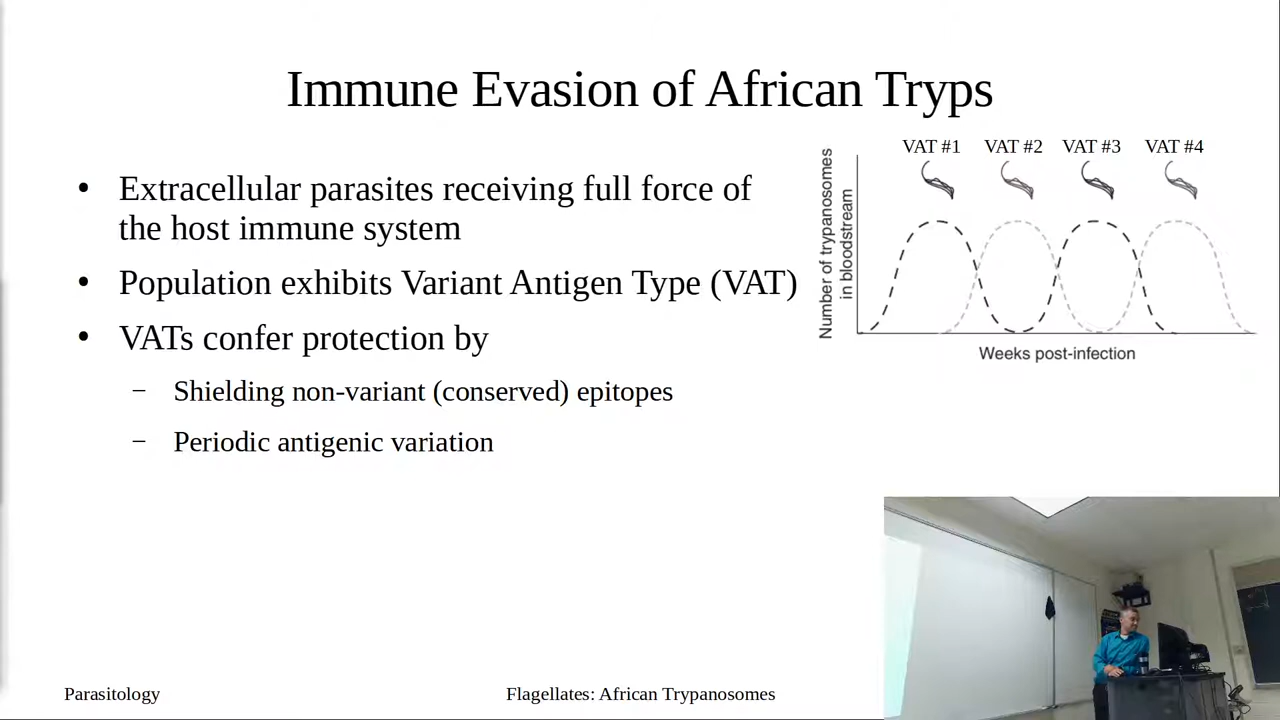 Immune Evasion of African Tryps
• Extracellular parasites receiving full force of
the host immune system
• Population exhibits Variant Antigen Type (VAT)
• VATs confer protection by
– Shielding non-variant (conserved) epitopes
– Periodic antigenic variation
VAT #1 VAT #2 VAT #3 VAT #4
Number of trypanosomes
in bloodstream
Weeks post-infection
Parasitology
Flagellates: African Trypanosomes